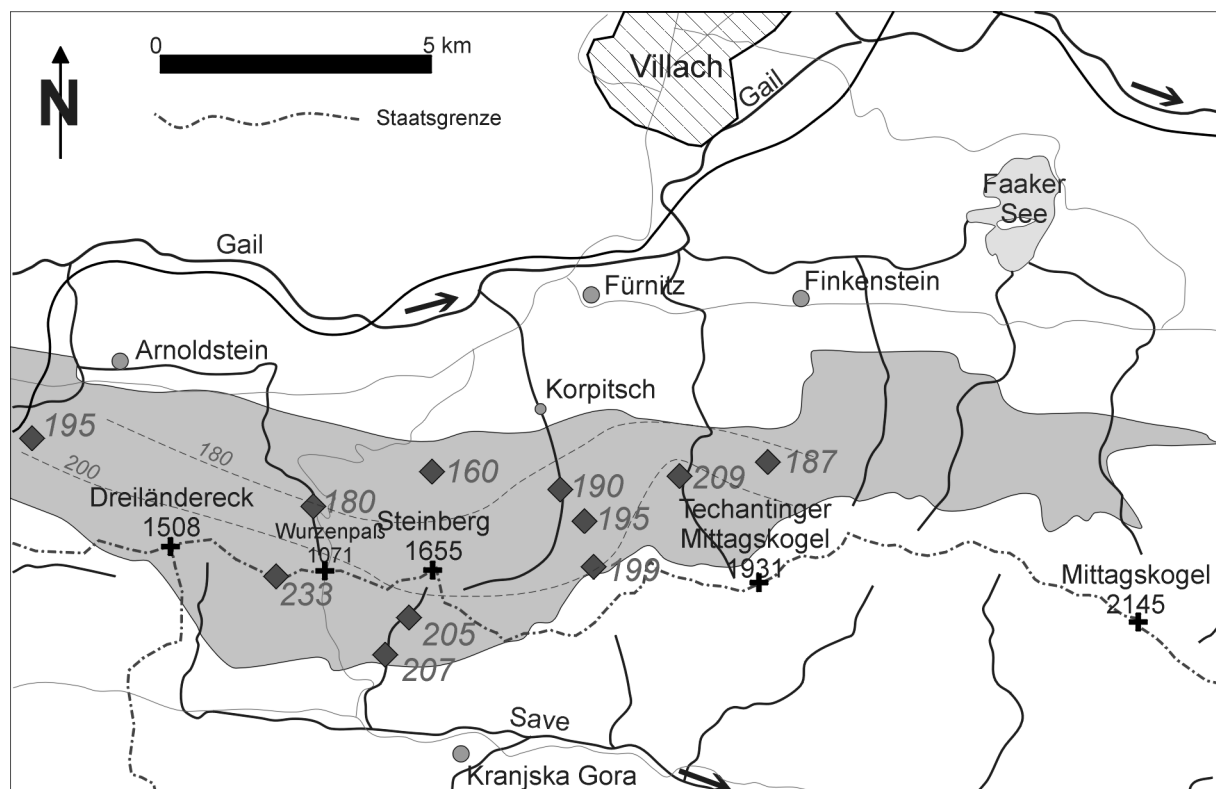 0
5 km
N
Staatsgrenze
Villach
Gail
Faaker
See
Gail
Fürnitz
Finkenstein
Arnoldstein
Korpitsch
195
180
200
160
187
180
190
209
Dreiländereck
1508
Wurzenpaß
1071
Steinberg
1655
195
Techantinger
Mittagskogel
1931
199
233
Mittagskogel
2145
205
207
Save
Kranjska Gora